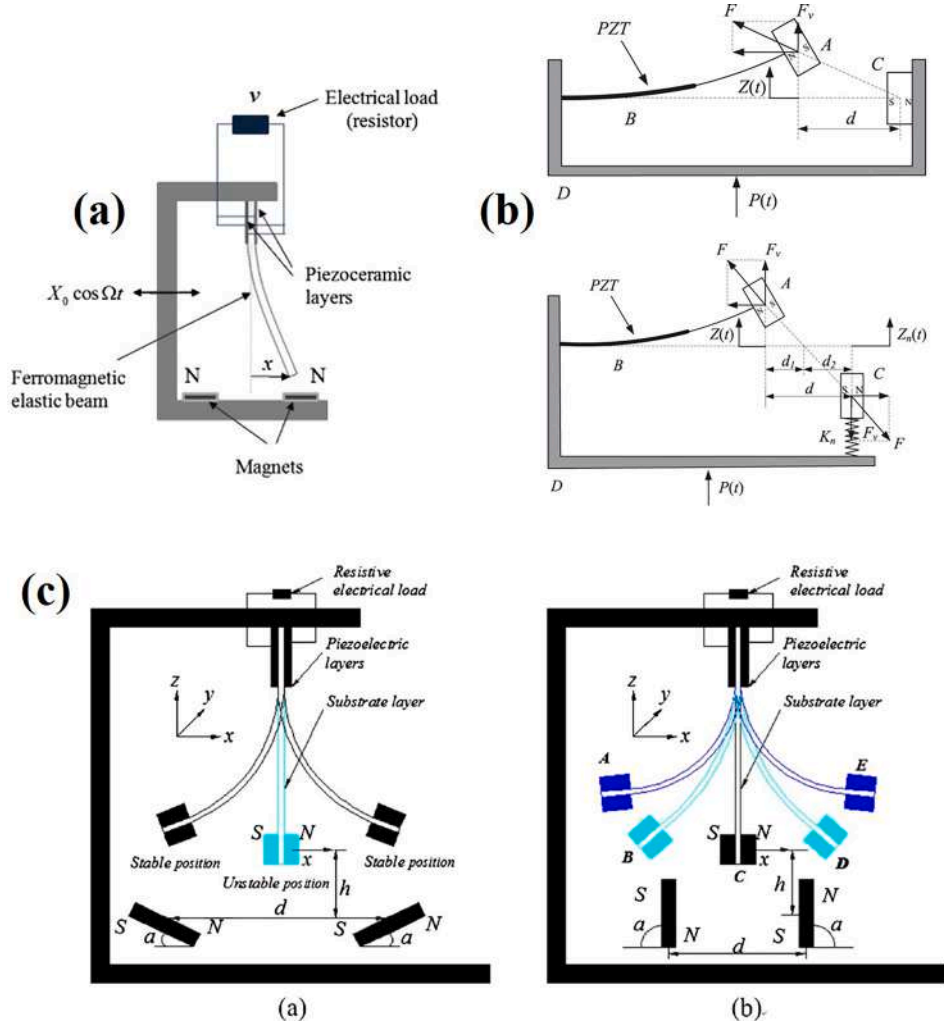 (a)
v
Electrical load
(resistor)
Piezoceramic
layers
X₀ cos Ωt
Ferromagnetic
elastic beam
x
N
N
Magnets
(b)
F
Fᵥ
PZT
A
N
S
C
Z(t)
S N
B
d
D
P(t)
F
Fᵥ
A
PZT
N
S
Z(t)
Zₙ(t)
B
d₁
d₂
C
d
S N
Kₙ
Fᵥ
F
D
P(t)
(c)
Resistive
electrical load
Piezoelectric
layers
z
y
x
Substrate layer
S
N
x
Stable position
Unstable position
Stable position
h
d
S
N
S
N
a
a
(a)
Resistive
electrical load
Piezoelectric
layers
z
y
x
Substrate layer
A
E
S
N
x
B
C
D
h
S
N
a
N
S
a
d
(b)